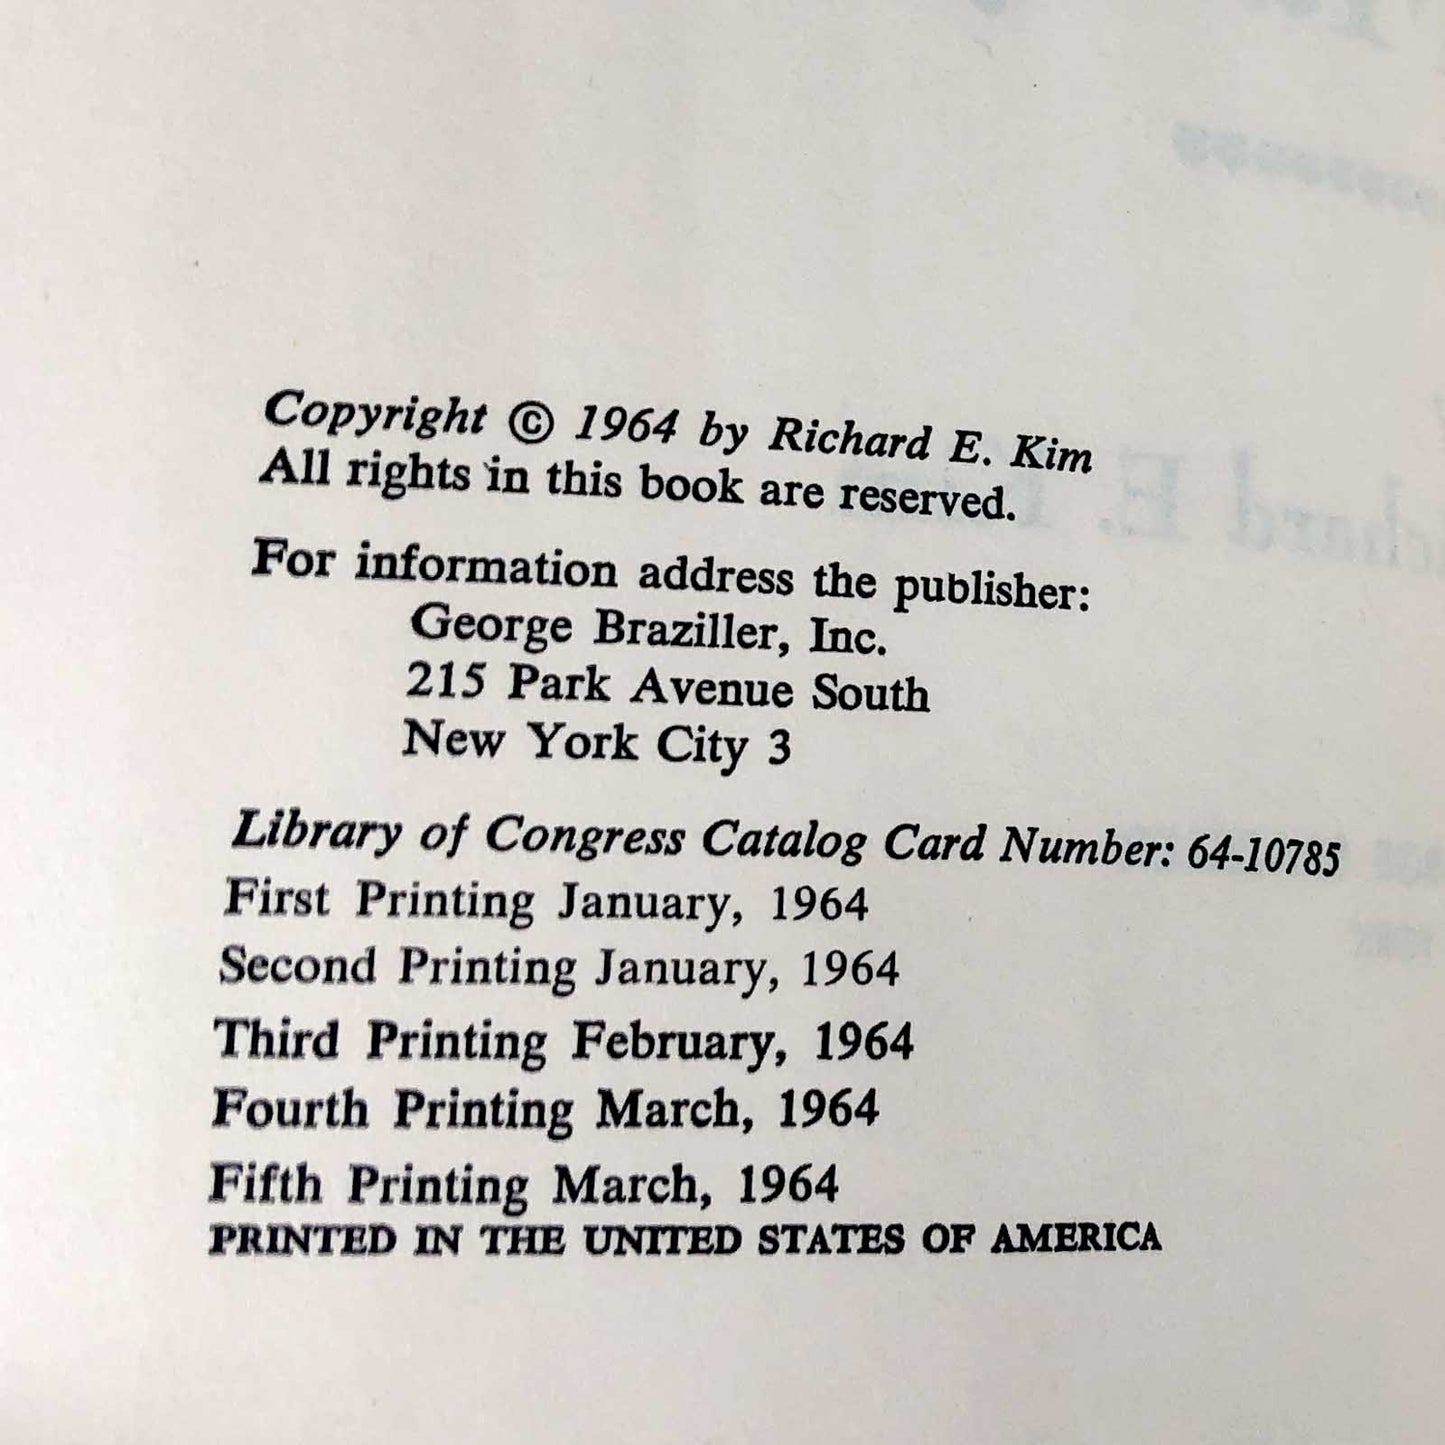 Copyright © 1964 by Richard E. Kim
All rights in this book are reserved.
For information address the publisher:
George Braziller, Inc.
215 Park Avenue South
New York City 3
Library of Congress Catalog Card Number: 64-10785
First Printing January, 1964
Second Printing January, 1964
Third Printing February, 1964
Fourth Printing March, 1964
Fifth Printing March, 1964
PRINTED IN THE UNITED STATES OF AMERICA